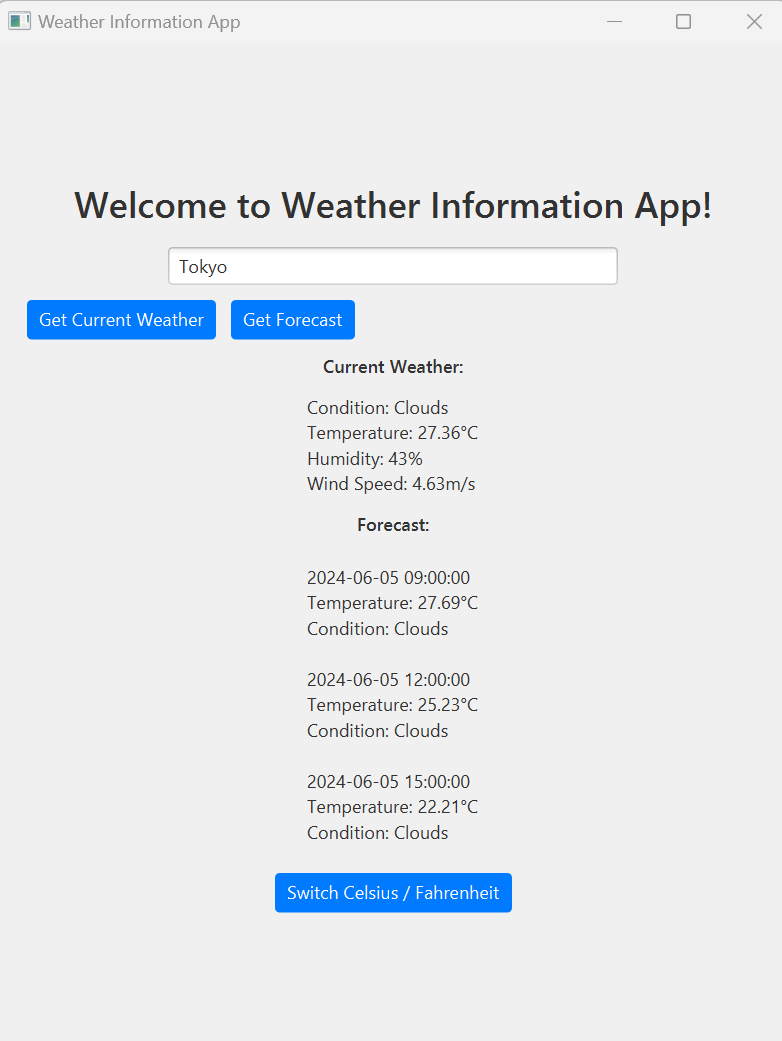 Weather Information App
Welcome to Weather Information App!
Tokyo
Get Current Weather
Get Forecast
Current Weather:
Condition: Clouds
Temperature: 27.36°C
Humidity: 43%
Wind Speed: 4.63m/s
Forecast:
2024-06-05 09:00:00
Temperature: 27.69°C
Condition: Clouds
2024-06-05 12:00:00
Temperature: 25.23°C
Condition: Clouds
2024-06-05 15:00:00
Temperature: 22.21°C
Condition: Clouds
Switch Celsius / Fahrenheit